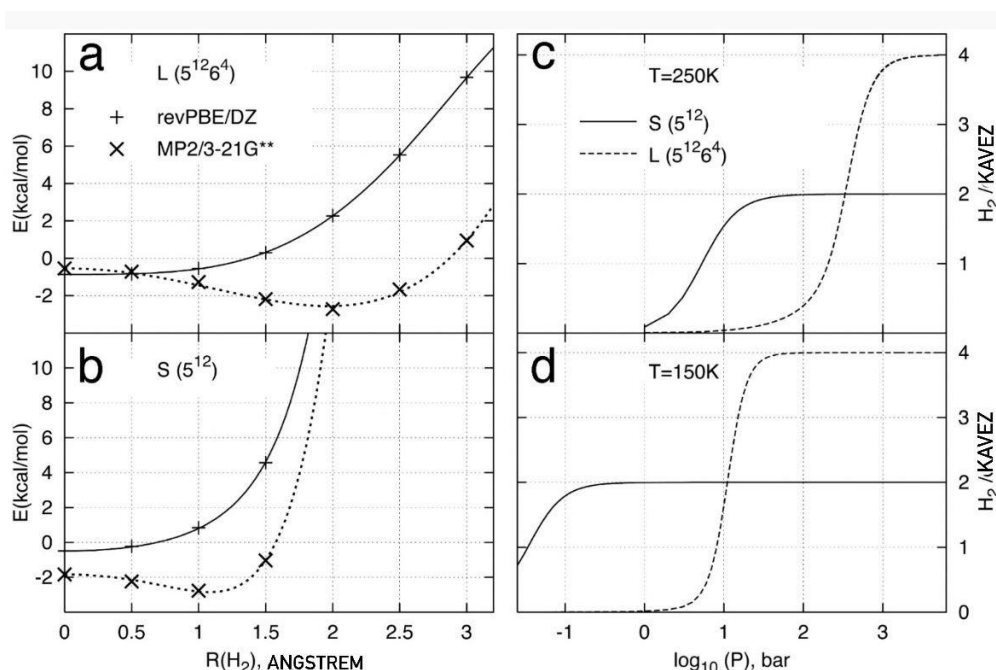 a
L (5¹²6⁴)
revPBE/DZ
MP2/3-21G**
E(kcal/mol)
10
8
6
4
2
0
-2
b
S (5¹²)
E(kcal/mol)
10
8
6
4
2
0
-2
0 0.5 1 1.5 2 2.5 3
R(H₂), ANGSTREM
c
T=250K
S (5¹²)
L (5¹²6⁴)
4
3
2
1
H₂ /KAVEZ
d
T=150K
4
3
2
1
0
H₂ /KAVEZ
-1 0 1 2 3
log₁₀ (P), bar